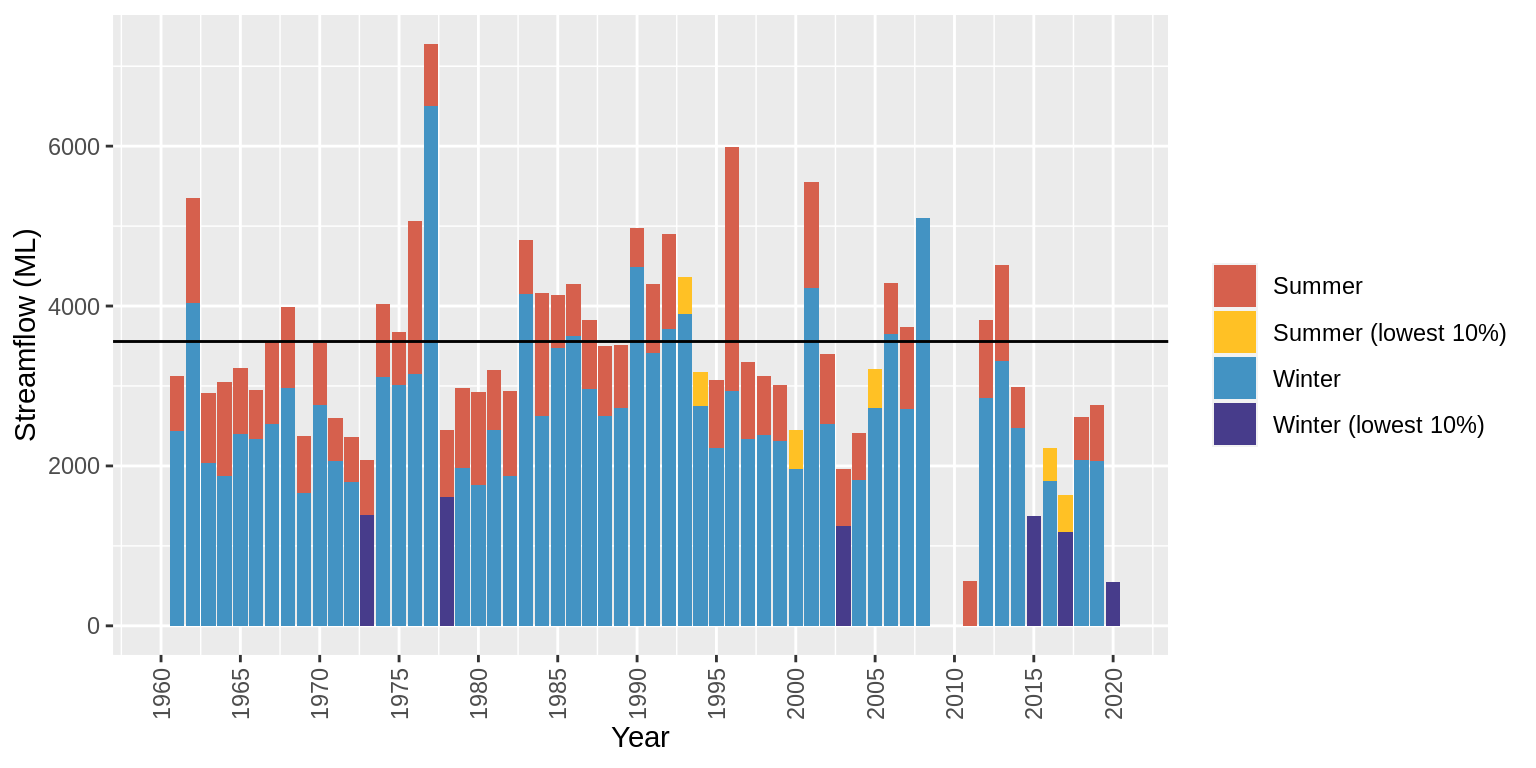 Streamflow (ML)
6000
4000
2000
0
1960
1965
1970
1975
1980
1985
1990
1995
2000
2005
2010
2015
2020
Year
Summer
Summer (lowest 10%)
Winter
Winter (lowest 10%)